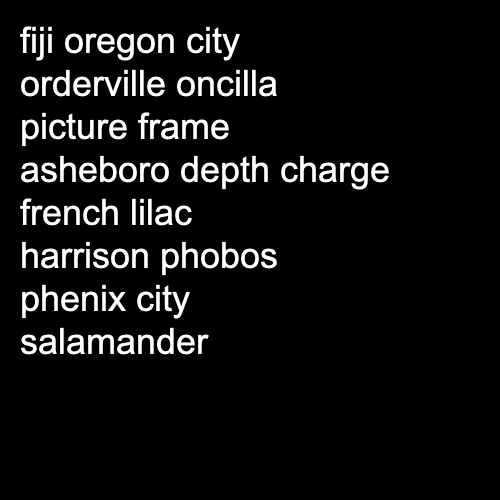 fiji oregon city
orderville oncilla
picture frame
asheboro depth charge
french lilac
harrison phobos
phenix city
salamander